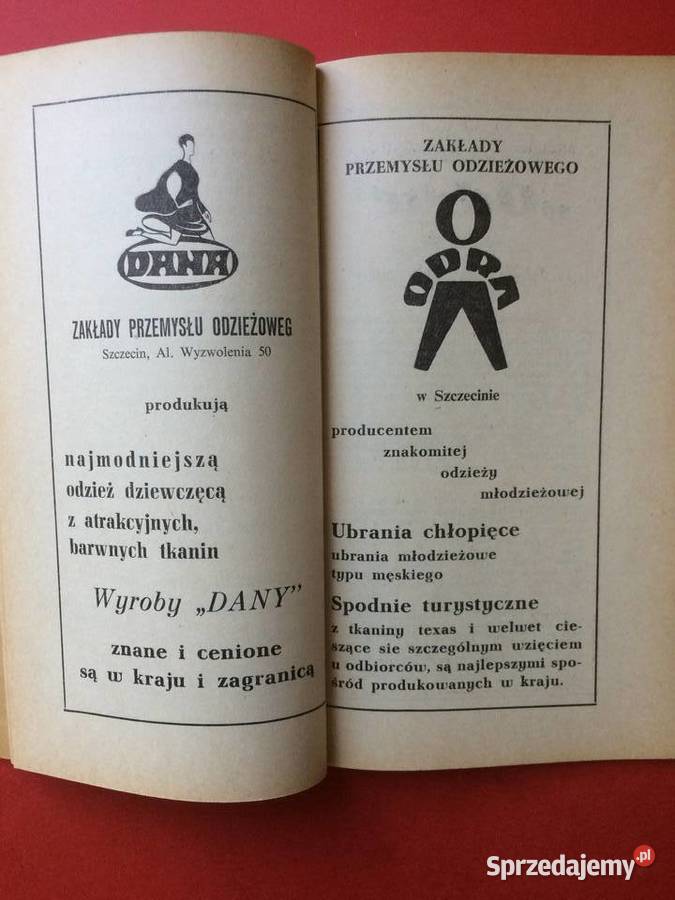 DANA
ZAKŁADY PRZEMYSŁU ODZIEŻOWEG
Szczecin, Al. Wyzwolenia 50
produkują
najmodniejszą
odzież dziewczęcą
z atrakcyjnych,
barwnych tkanin
Wyroby „DANY”
znane i cenione
są w kraju i zagranicą
ZAKŁADY
PRZEMYSŁU ODZIEŻOWEGO
ODRA
w Szczecinie
producentem
znakomitej
odzieży
młodzieżowej
Ubrania chłopięce
ubrania młodzieżowe
typu męskiego
Spodnie turystyczne
z tkaniny texas i welwet cie-
szące sie szczególnym wzięciem
u odbiorców, są najlepszymi spo-
śród produkowanych w kraju.
Sprzedajemy.pl